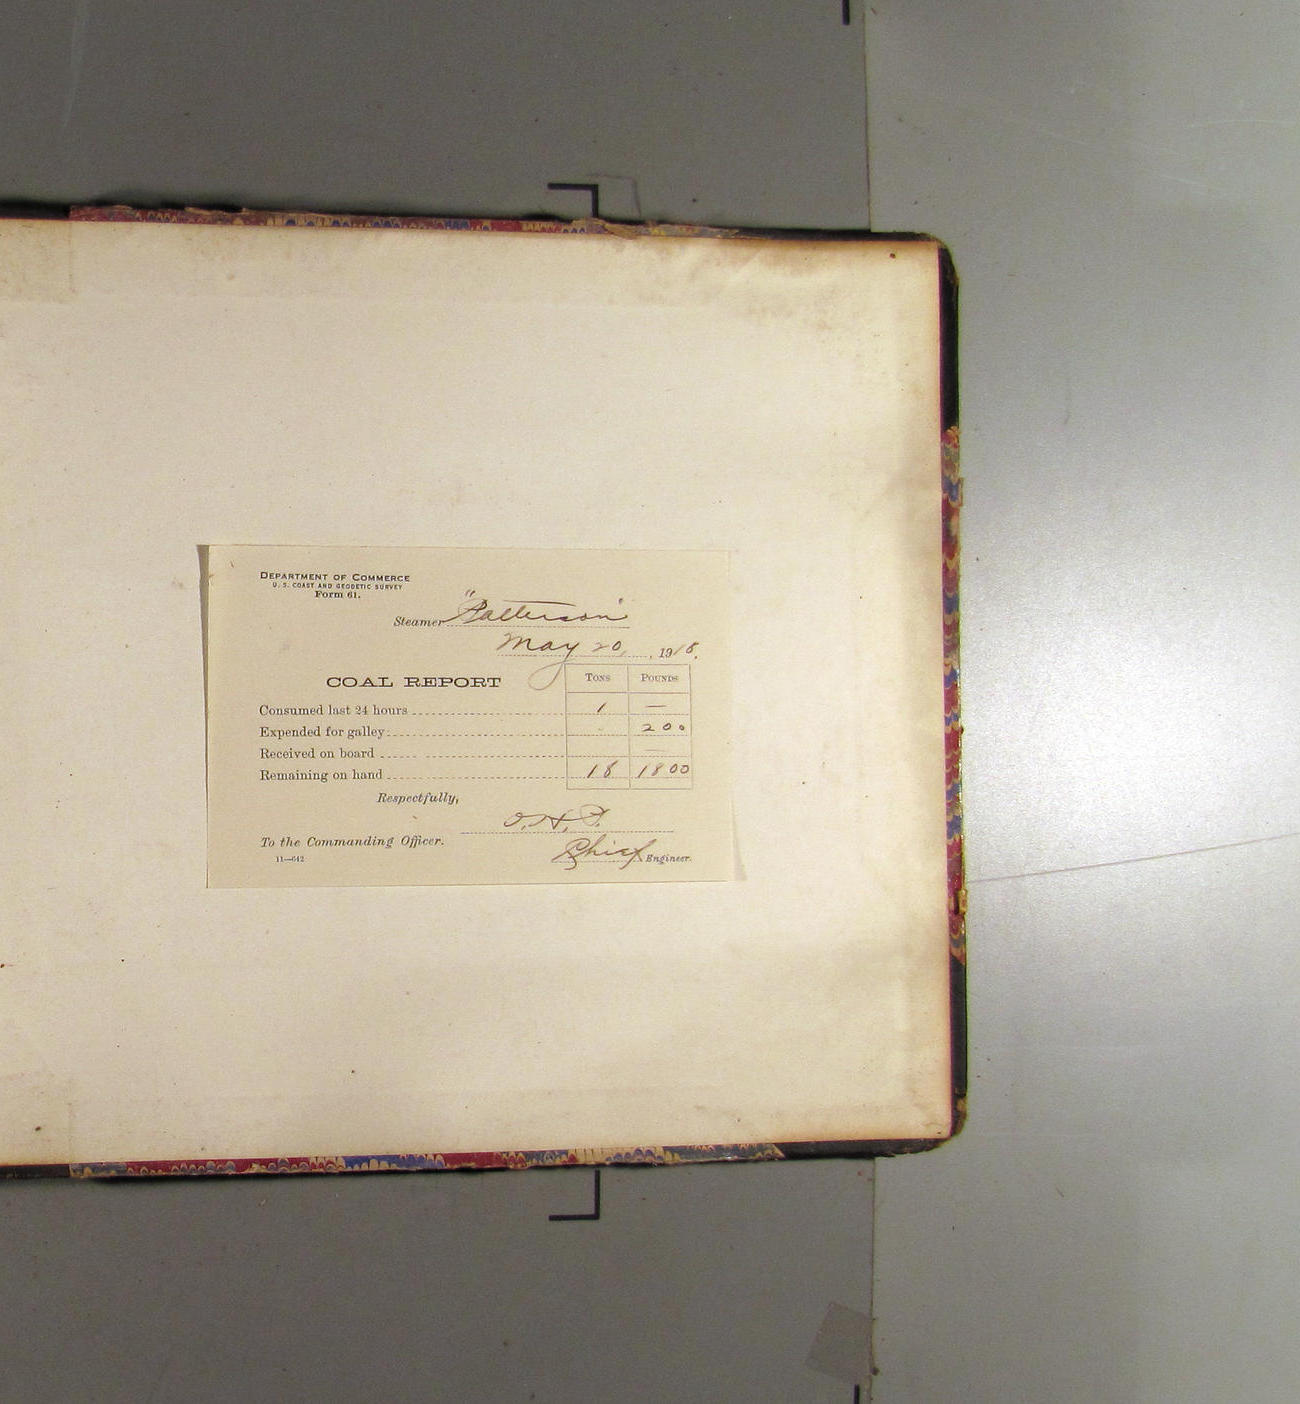 DEPARTMENT OF COMMERCE
U. S. COAST AND GEODETIC SURVEY
Form 61.
Steamer "Patterson"
May 20, 1918.
COAL REPORT TONS POUNDS
Consumed last 24 hours 1 —
Expended for galley 200
Received on board —
Remaining on hand 18 1800
Respectfully,
O. H. P.
To the Commanding Officer.
11—642 Chief Engineer.